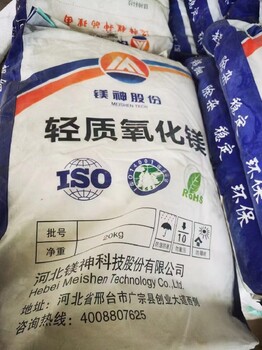 镁神股份
MEISHEN TECH
轻质氧化镁
ISO
RoHS
批号
净重 20kg
10
河北镁神科技股份有限公司
Hebei Meishen Technology Co.,Ltd.
地址：河北省邢台市广宗县创业大道西侧
咨询热线：4008807625
稳定
环保